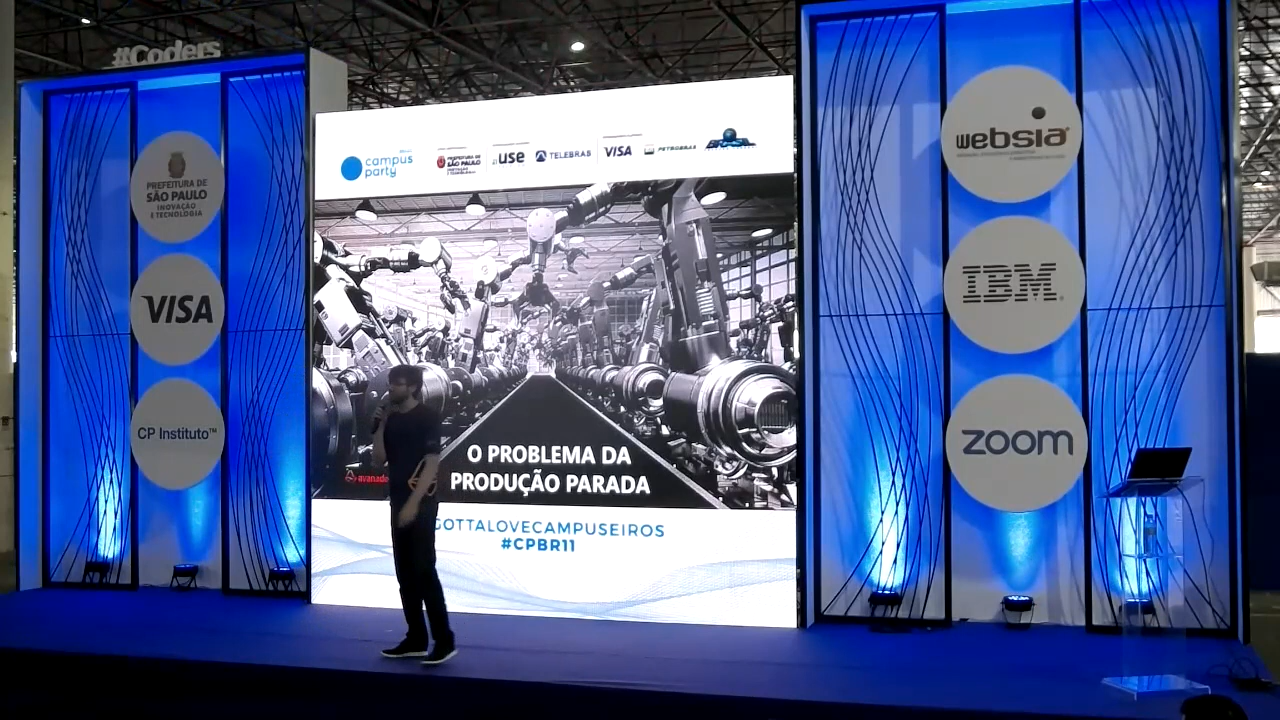 #Coders
PREFEITURA DE
SÃO PAULO
INOVAÇÃO
E TECNOLOGIA
VISA
CP Instituto™
campus
party
PREFEITURA DE
SÃO PAULO
use
TELEBRAS
VISA
PETROBRAS
avanade
O PROBLEMA DA
PRODUÇÃO PARADA
GOTTALOVECAMPUSEIROS
#CPBR11
websia
IBM
zoom